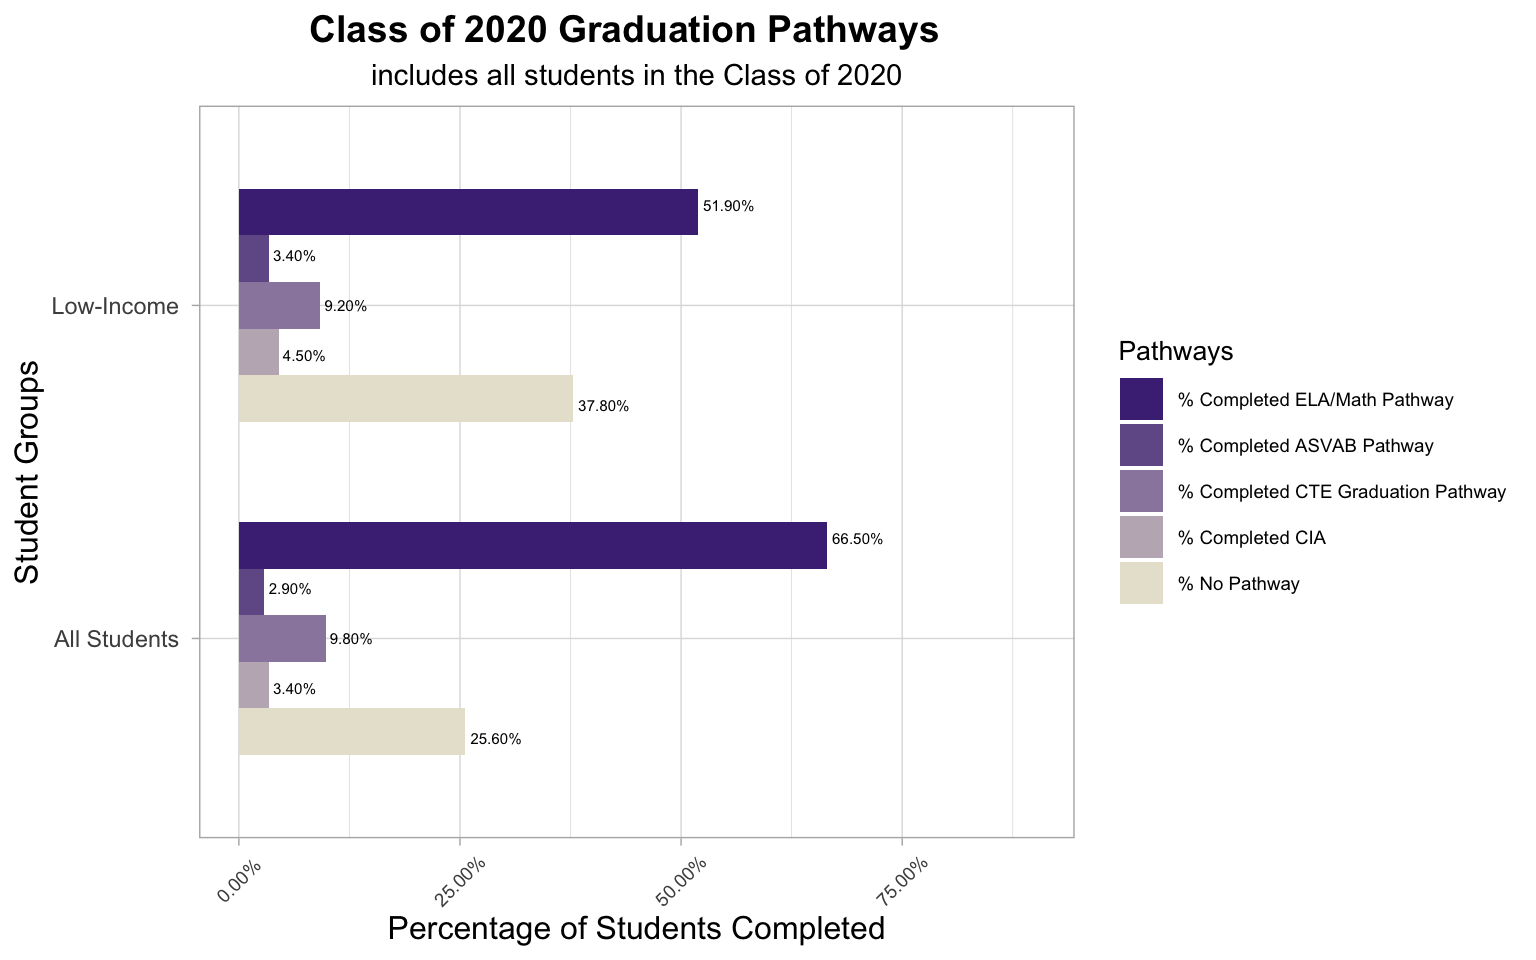 Class of 2020 Graduation Pathways
includes all students in the Class of 2020
Student Groups
Low-Income
51.90%
3.40%
9.20%
4.50%
37.80%
All Students
66.50%
2.90%
9.80%
3.40%
25.60%
0.00%
25.00%
50.00%
75.00%
Percentage of Students Completed
Pathways
% Completed ELA/Math Pathway
% Completed ASVAB Pathway
% Completed CTE Graduation Pathway
% Completed CIA
% No Pathway